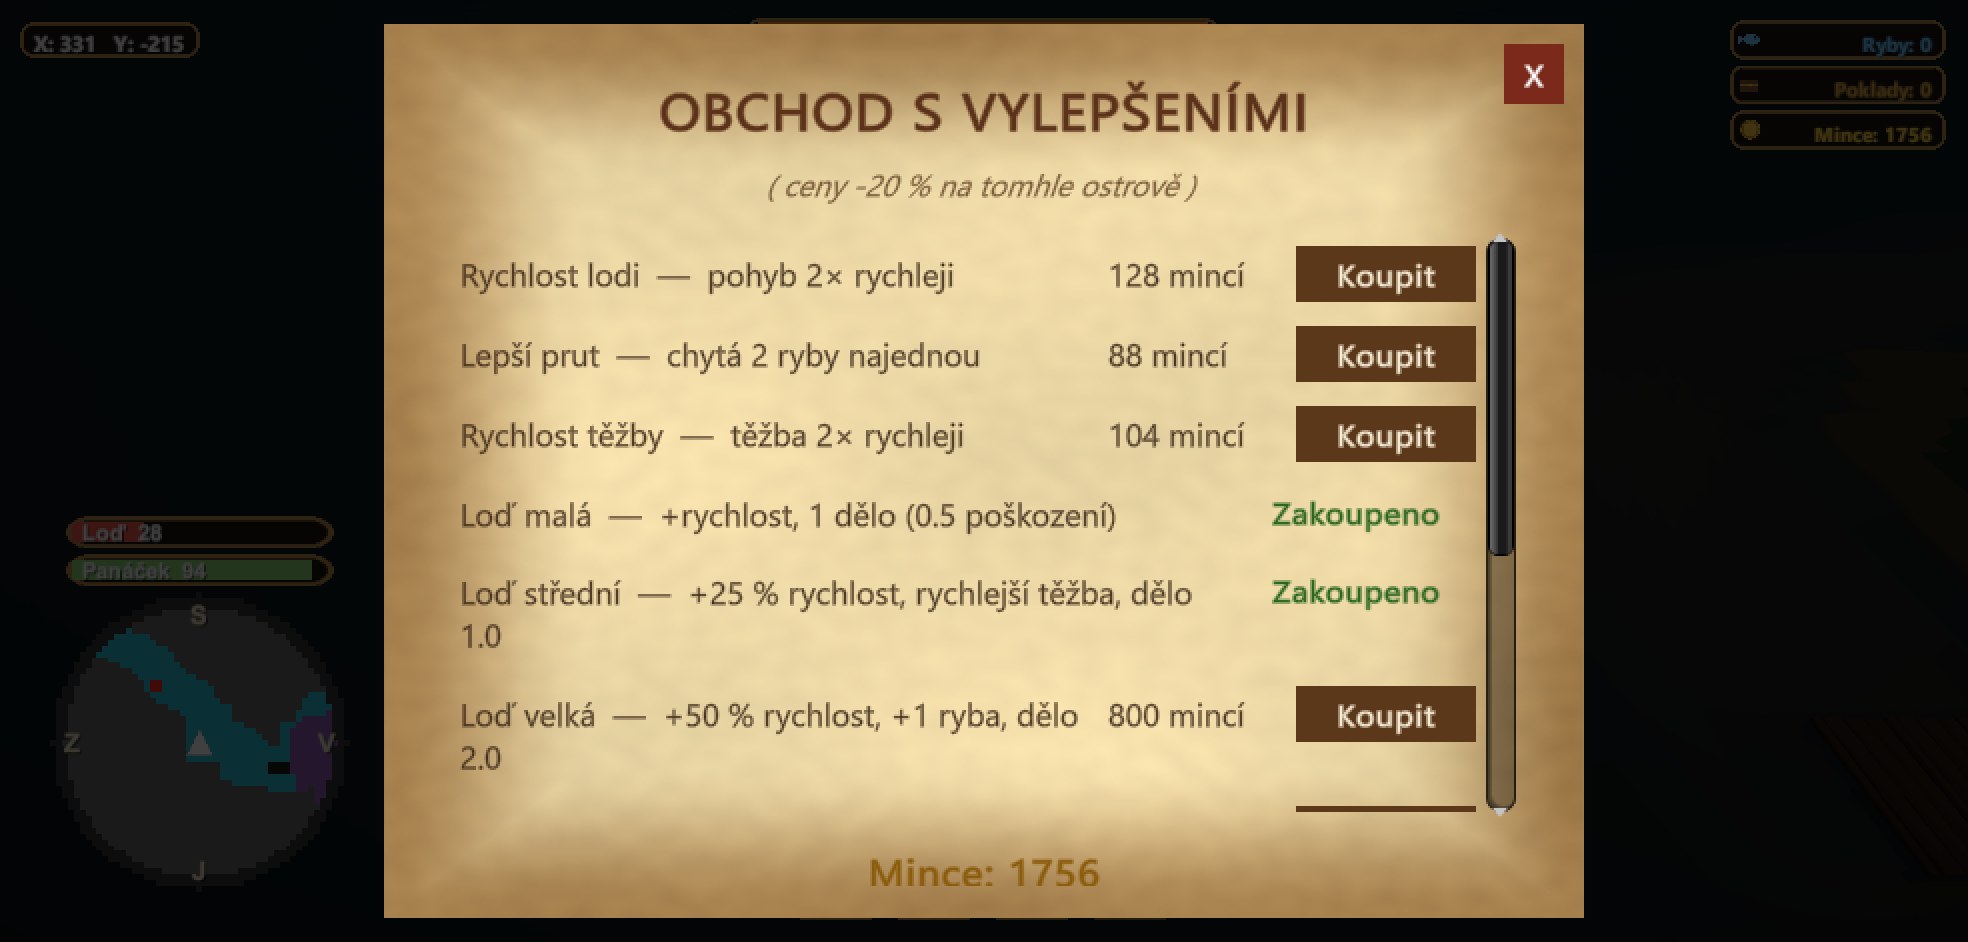 X: 331 Y: -215
Ryby: 0
Poklady: 0
Mince: 1756
X
OBCHOD S VYLEPŠENÍMI
( ceny -20 % na tomhle ostrově )
Rychlost lodi — pohyb 2× rychleji 128 mincí Koupit
Lepší prut — chytá 2 ryby najednou 88 mincí Koupit
Rychlost těžby — těžba 2× rychleji 104 mincí Koupit
Loď malá — +rychlost, 1 dělo (0.5 poškození) Zakoupeno
Loď střední — +25 % rychlost, rychlejší těžba, dělo Zakoupeno
1.0
Loď velká — +50 % rychlost, +1 ryba, dělo 800 mincí Koupit
2.0
Mince: 1756
Loď 28
Panáček 94
S
Z
V
J